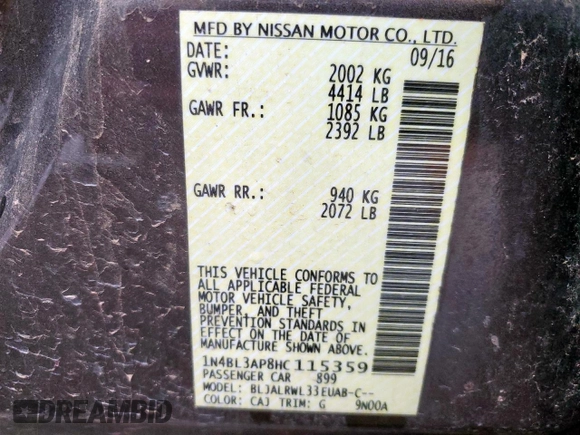 MFD BY NISSAN MOTOR CO., LTD.
DATE: 09/16
GVWR: 2002 KG
4414 LB
GAWR FR.: 1085 KG
2392 LB
GAWR RR.: 940 KG
2072 LB
THIS VEHICLE CONFORMS TO
ALL APPLICABLE FEDERAL
MOTOR VEHICLE SAFETY,
BUMPER, AND THEFT
PREVENTION STANDARDS IN
EFFECT ON THE DATE OF
MANUFACTURE SHOWN ABOVE.
1N4BL3AP8HC 115359
PASSENGER CAR 899
MODEL: BLJALRWL33EUAB-C--
COLOR: CAJ TRIM: G 9N00A
DREAMBID